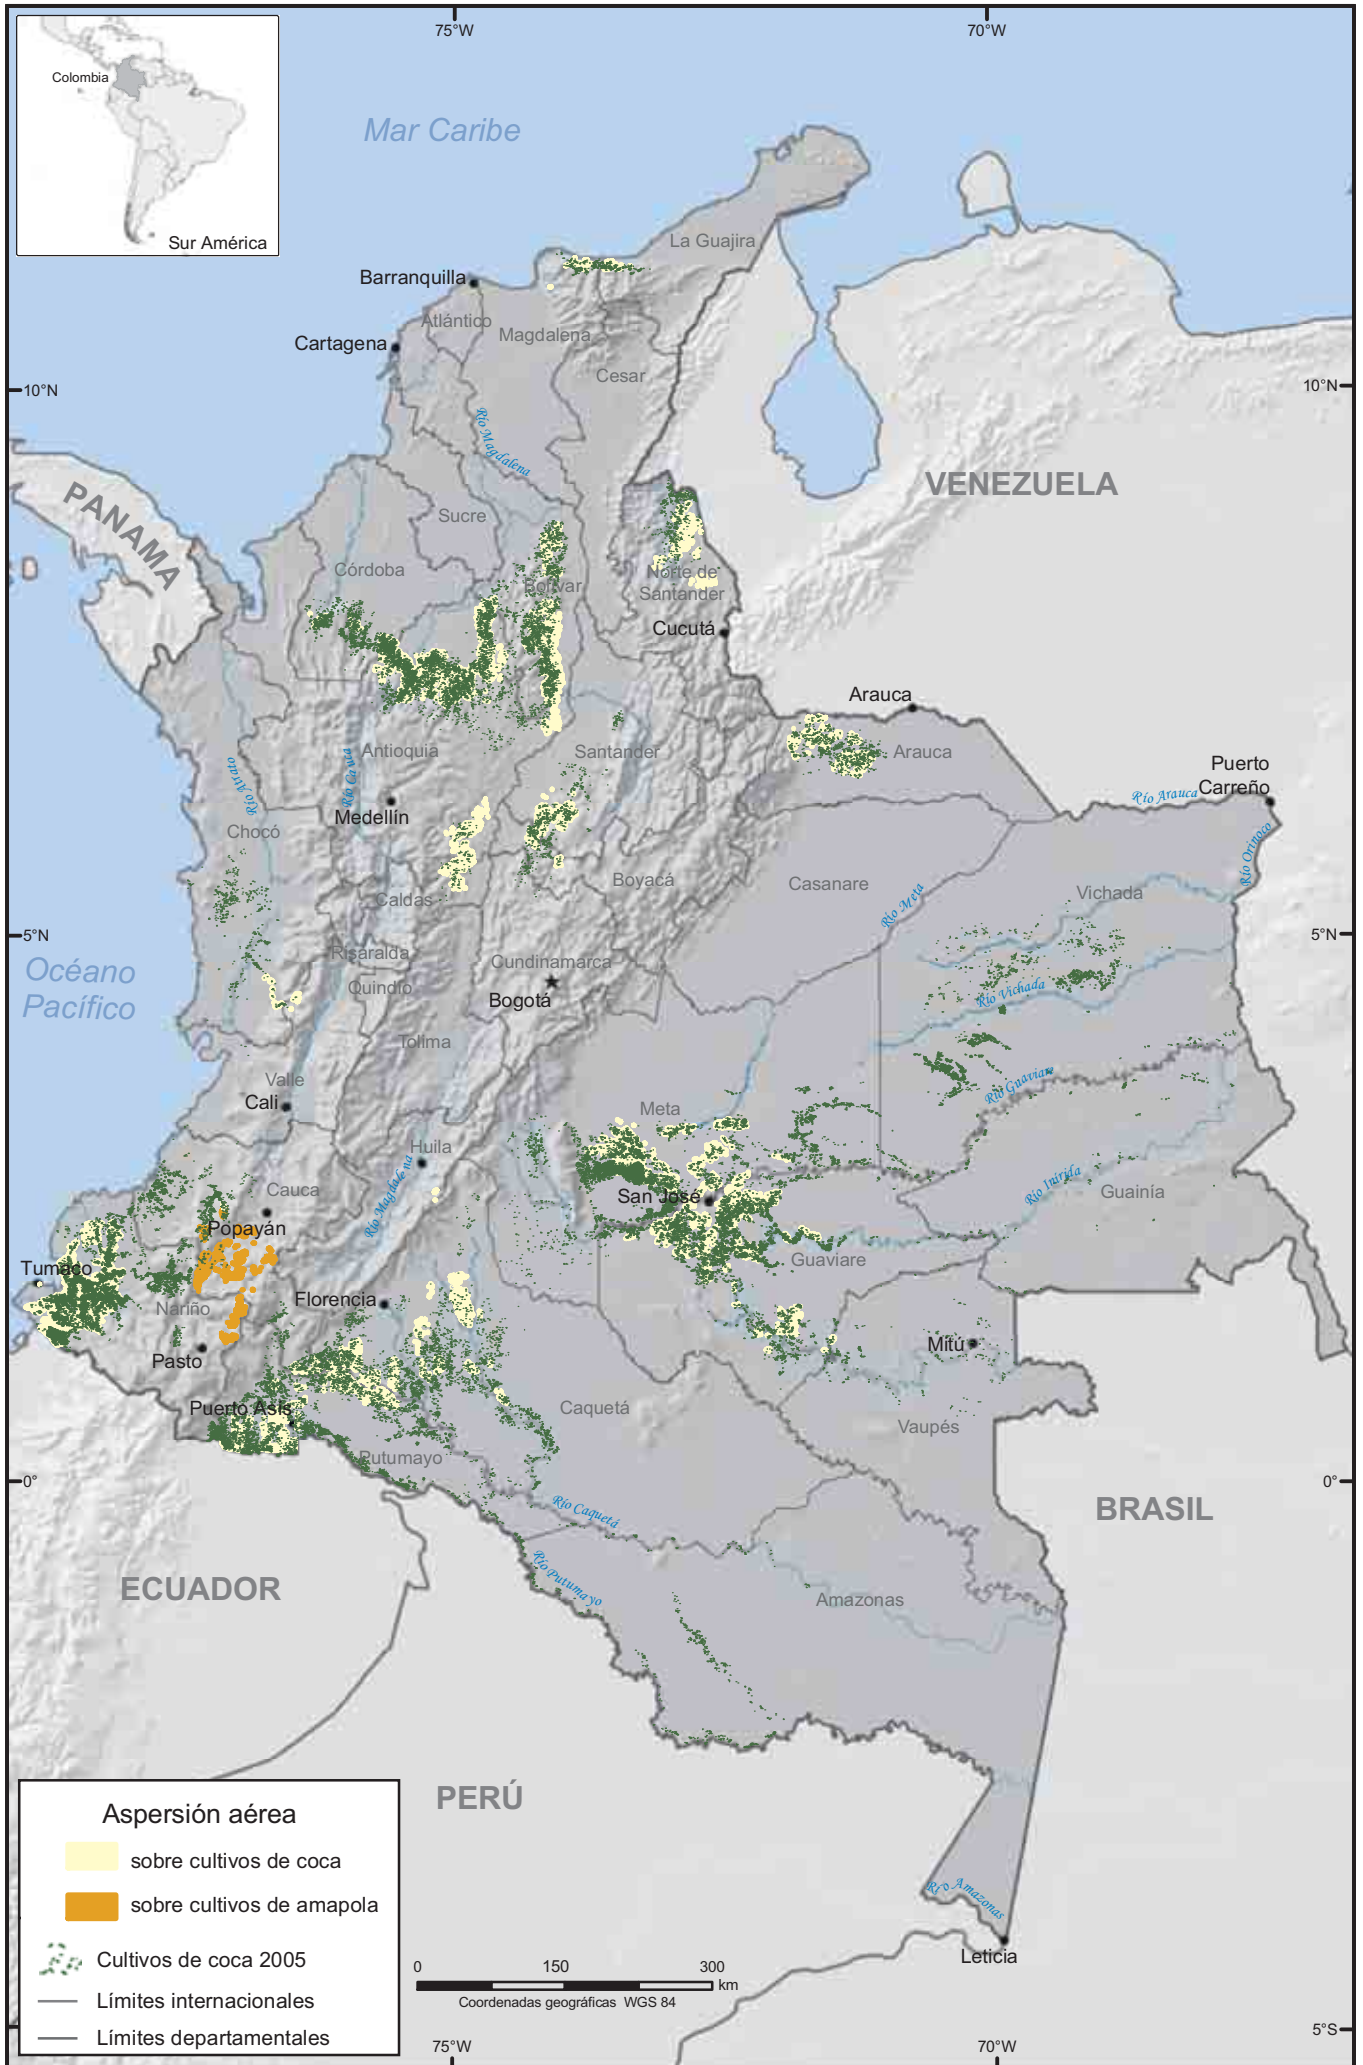 75°W
70°W
Colombia
Sur América
Mar Caribe
La Guajira
Barranquilla
Atlántico
Magdalena
Cartagena
Cesar
10°N
10°N
Río Magdalena
VENEZUELA
PANAMA
Sucre
Córdoba
Bolívar
Norte de
Santander
Cucutá
Arauca
Antioquia
Santander
Arauca
Puerto
Carreño
Río Arauca
Río Cauca
Río Atrato
Medellín
Chocó
Río Orinoco
Boyacá
Casanare
Vichada
Caldas
Río Meta
5°N
5°N
Risaralda
Cundinamarca
Océano
Pacífico
Quindío
Bogotá
Río Vichada
Tolima
Valle
Cali
Río Guaviare
Meta
Huila
Río Magdalena
Cauca
San José
Río Inírida
Guainía
Popayán
Guaviare
Tumaco
Nariño
Florencia
Mitú
Pasto
Puerto Asís
Caquetá
Vaupés
Putumayo
0°
0°
Río Caquetá
BRASIL
Río Putumayo
ECUADOR
Amazonas
PERÚ
Aspersión aérea
sobre cultivos de coca
sobre cultivos de amapola
Cultivos de coca 2005
Límites internacionales
Límites departamentales
Río Amazonas
Leticia
0 150 300
km
Coordenadas geográficas WGS 84
5°S
75°W
70°W